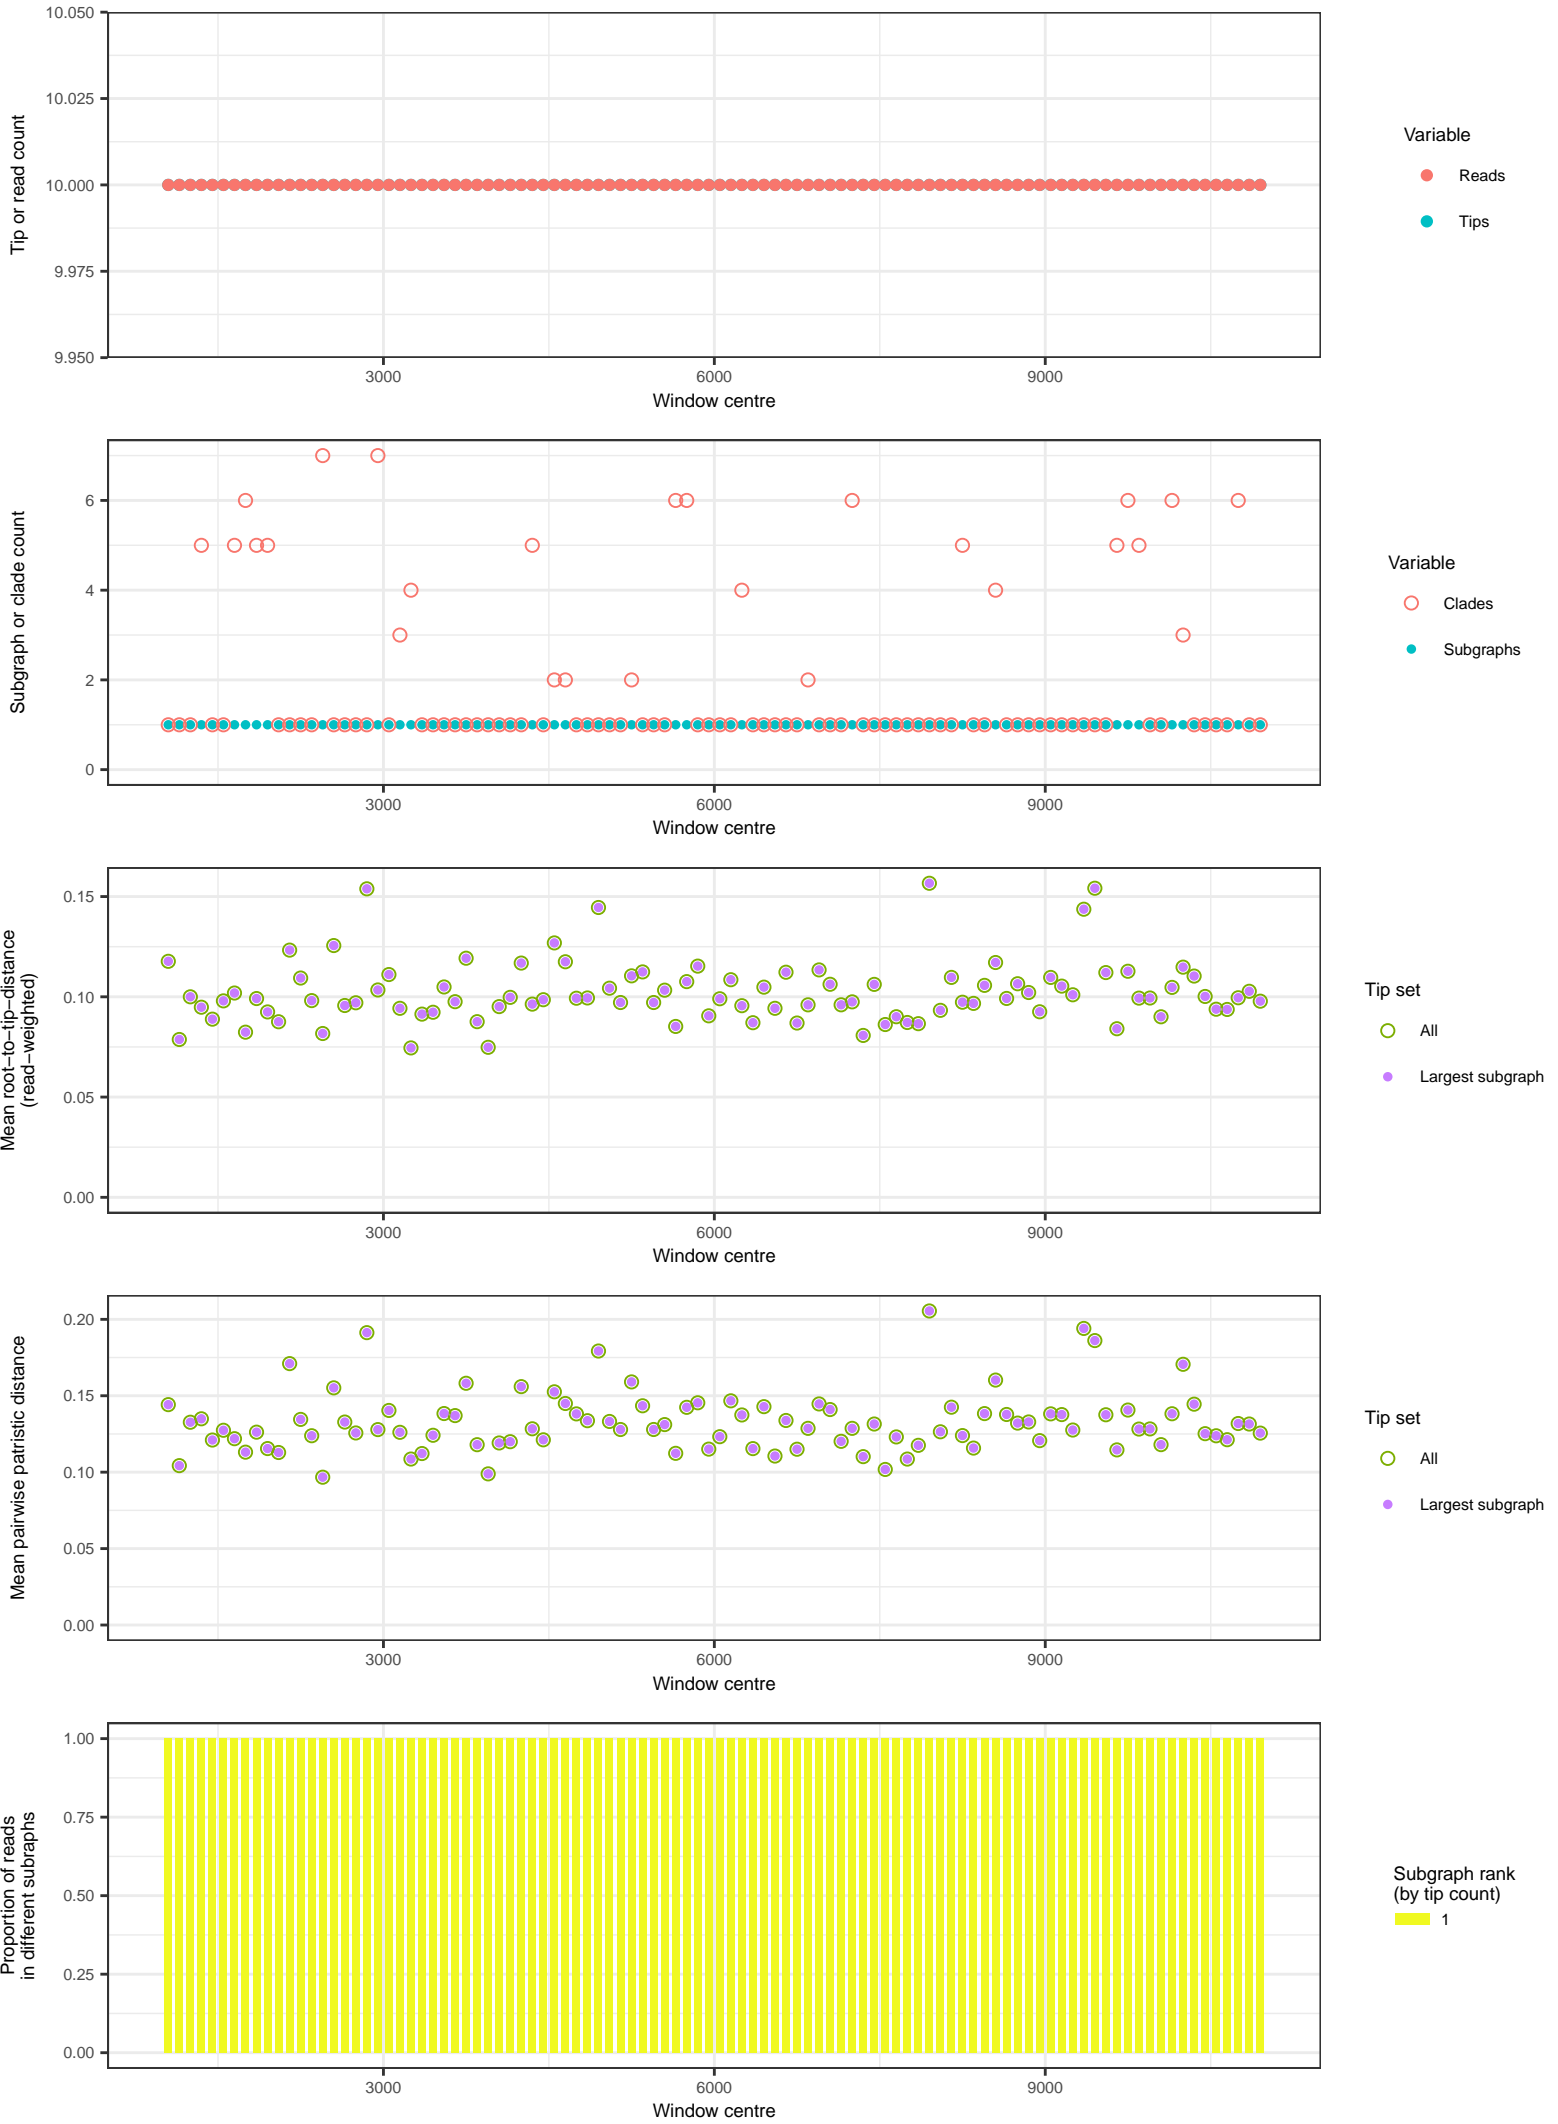 10.050
10.025
10.000
9.975
9.950
Tip or read count
3000
6000
9000
Window centre
Variable
Reads
Tips
6
4
2
0
Subgraph or clade count
3000
6000
9000
Window centre
Variable
Clades
Subgraphs
0.15
0.10
0.05
0.00
Mean root−to−tip−distance
(read−weighted)
3000
6000
9000
Window centre
Tip set
All
Largest subgraph
0.20
0.15
0.10
0.05
0.00
Mean pairwise patristic distance
3000
6000
9000
Window centre
Tip set
All
Largest subgraph
1.00
0.75
0.50
0.25
0.00
Proportion of reads
in different subraphs
3000
6000
9000
Window centre
Subgraph rank
(by tip count)
1